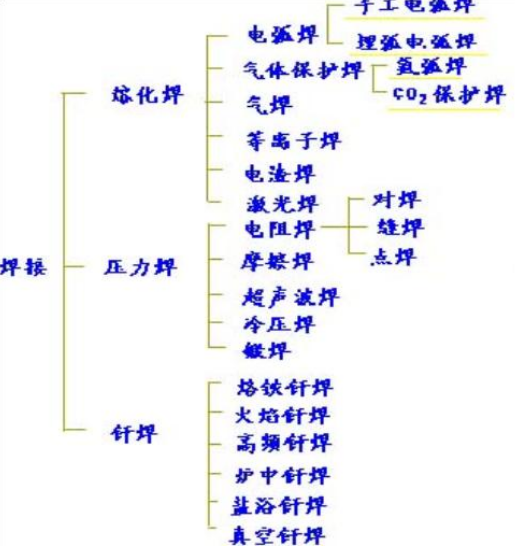 手工电弧焊
电弧焊
埋弧电弧焊
气体保护焊
氩弧焊
CO2保护焊
熔化焊
气焊
等离子焊
电渣焊
激光焊
电阻焊
对焊
缝焊
点焊
焊接
压力焊
摩擦焊
超声波焊
冷压焊
锻焊
钎焊
烙铁钎焊
火焰钎焊
高频钎焊
炉中钎焊
盐浴钎焊
真空钎焊